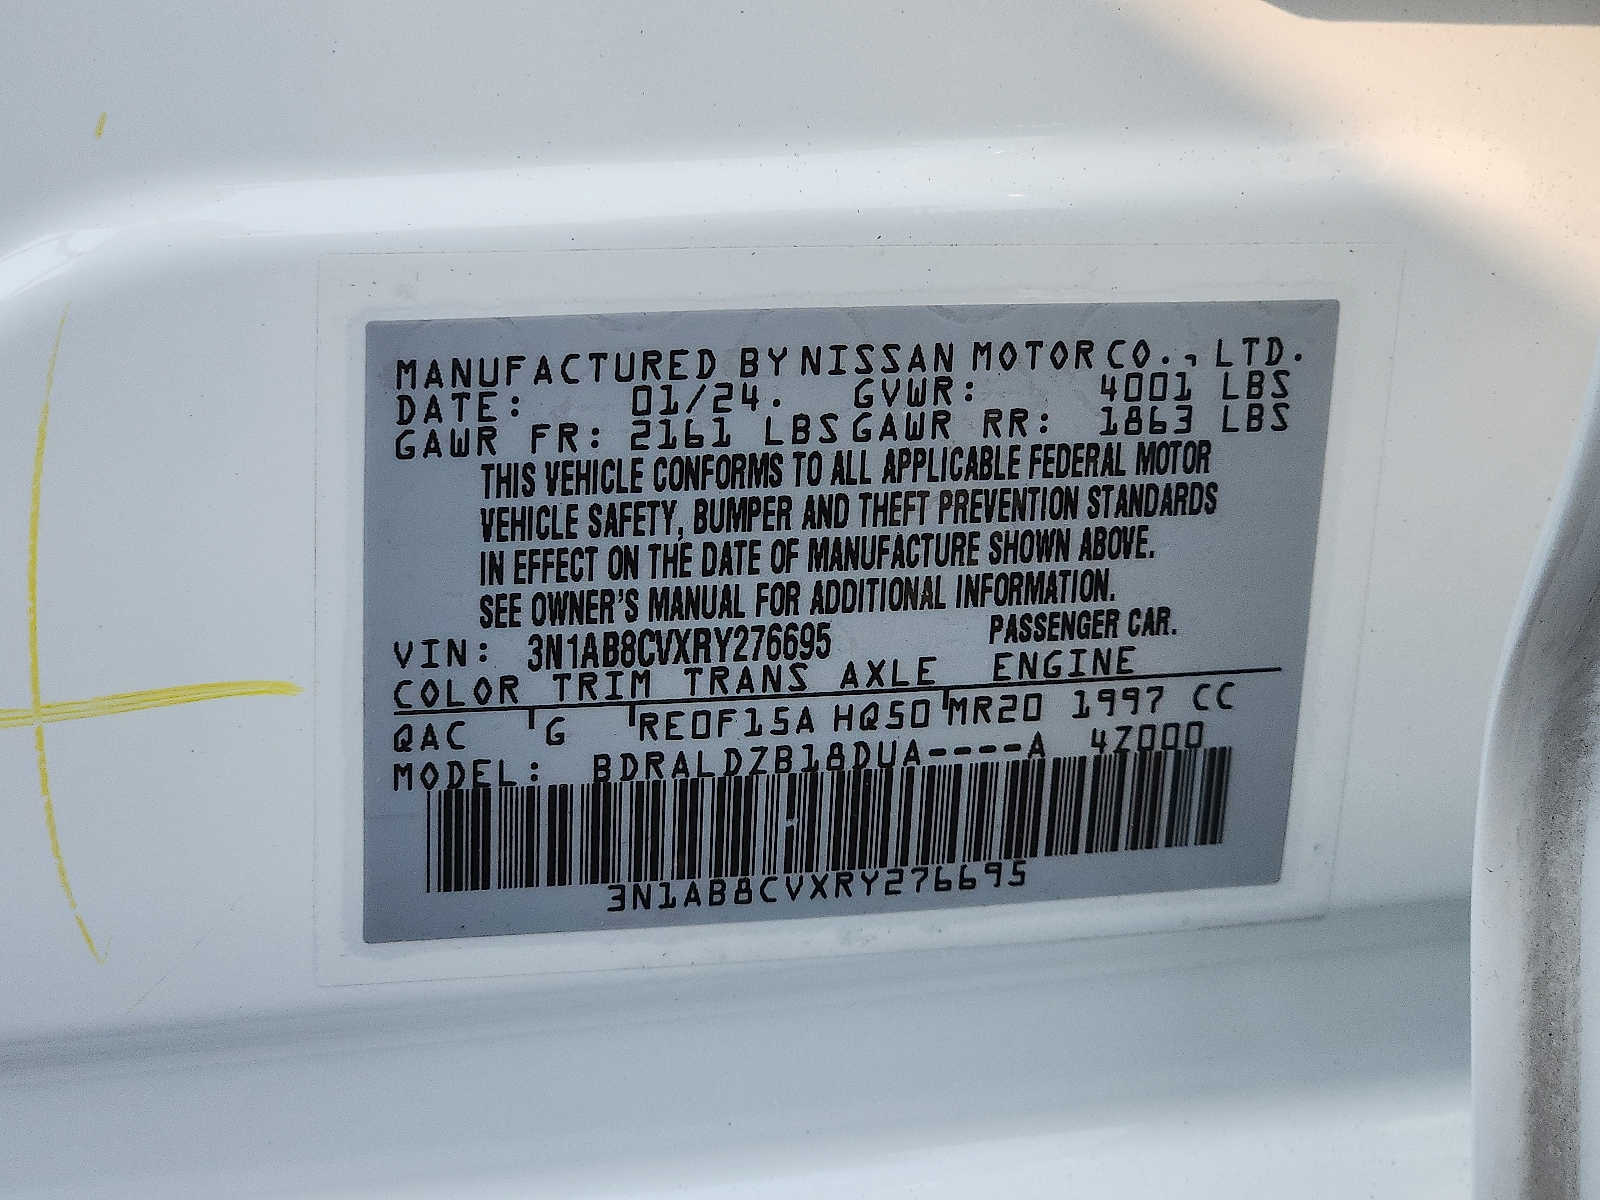 MANUFACTURED BY NISSAN MOTOR CO., LTD.
DATE: 01/24. GVWR: 4001 LBS
GAWR FR: 2161 LBS GAWR RR: 1863 LBS
THIS VEHICLE CONFORMS TO ALL APPLICABLE FEDERAL MOTOR
VEHICLE SAFETY, BUMPER AND THEFT PREVENTION STANDARDS
IN EFFECT ON THE DATE OF MANUFACTURE SHOWN ABOVE.
SEE OWNER'S MANUAL FOR ADDITIONAL INFORMATION.
VIN: 3N1AB8CVXRY276695 PASSENGER CAR.
COLOR TRIM TRANS AXLE ENGINE
QAC G RE0F15A HQ50 MR20 1997 CC
MODEL: BDRALDZB18DUA----A 4Z000
3N1AB8CVXRY276695